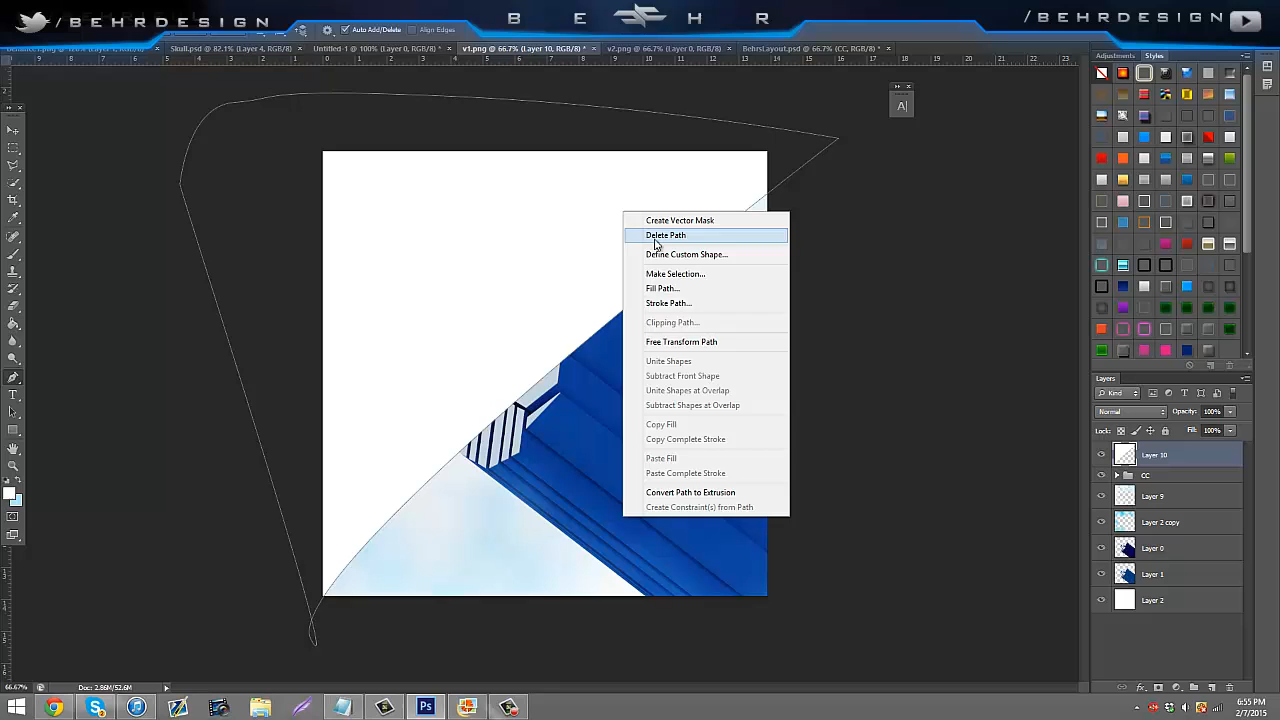 /BEHRDESIGN
B E H R
/BEHRDESIGN
Auto Add/Delete
Align Edges
Skull.psd @ 82.1% (Layer 4, RGB/8) ×
Untitled-1 @ 100% (Layer 0, RGB/8) * ×
v1.png @ 66.7% (Layer 10, RGB/8) * ×
v2.png @ 66.7% (Layer 0, RGB/8) ×
BehrsLayout.psd @ 66.7% (CC, RGB/8) * ×
Adjustments
Styles
A|
Create Vector Mask
Delete Path
Define Custom Shape...
Make Selection...
Fill Path...
Stroke Path...
Clipping Path...
Free Transform Path
Unite Shapes
Subtract Front Shape
Unite Shapes at Overlap
Subtract Shapes at Overlap
Copy Fill
Copy Complete Stroke
Paste Fill
Paste Complete Stroke
Convert Path to Extrusion
Create Constraint(s) from Path
Layers
Kind
Normal
Opacity: 100%
Lock:
Fill: 100%
Layer 10
CC
Layer 9
Layer 2 copy
Layer 0
Layer 1
Layer 2
66.67%
Doc: 2.86M/52.6M
6:55 PM
2/7/2015